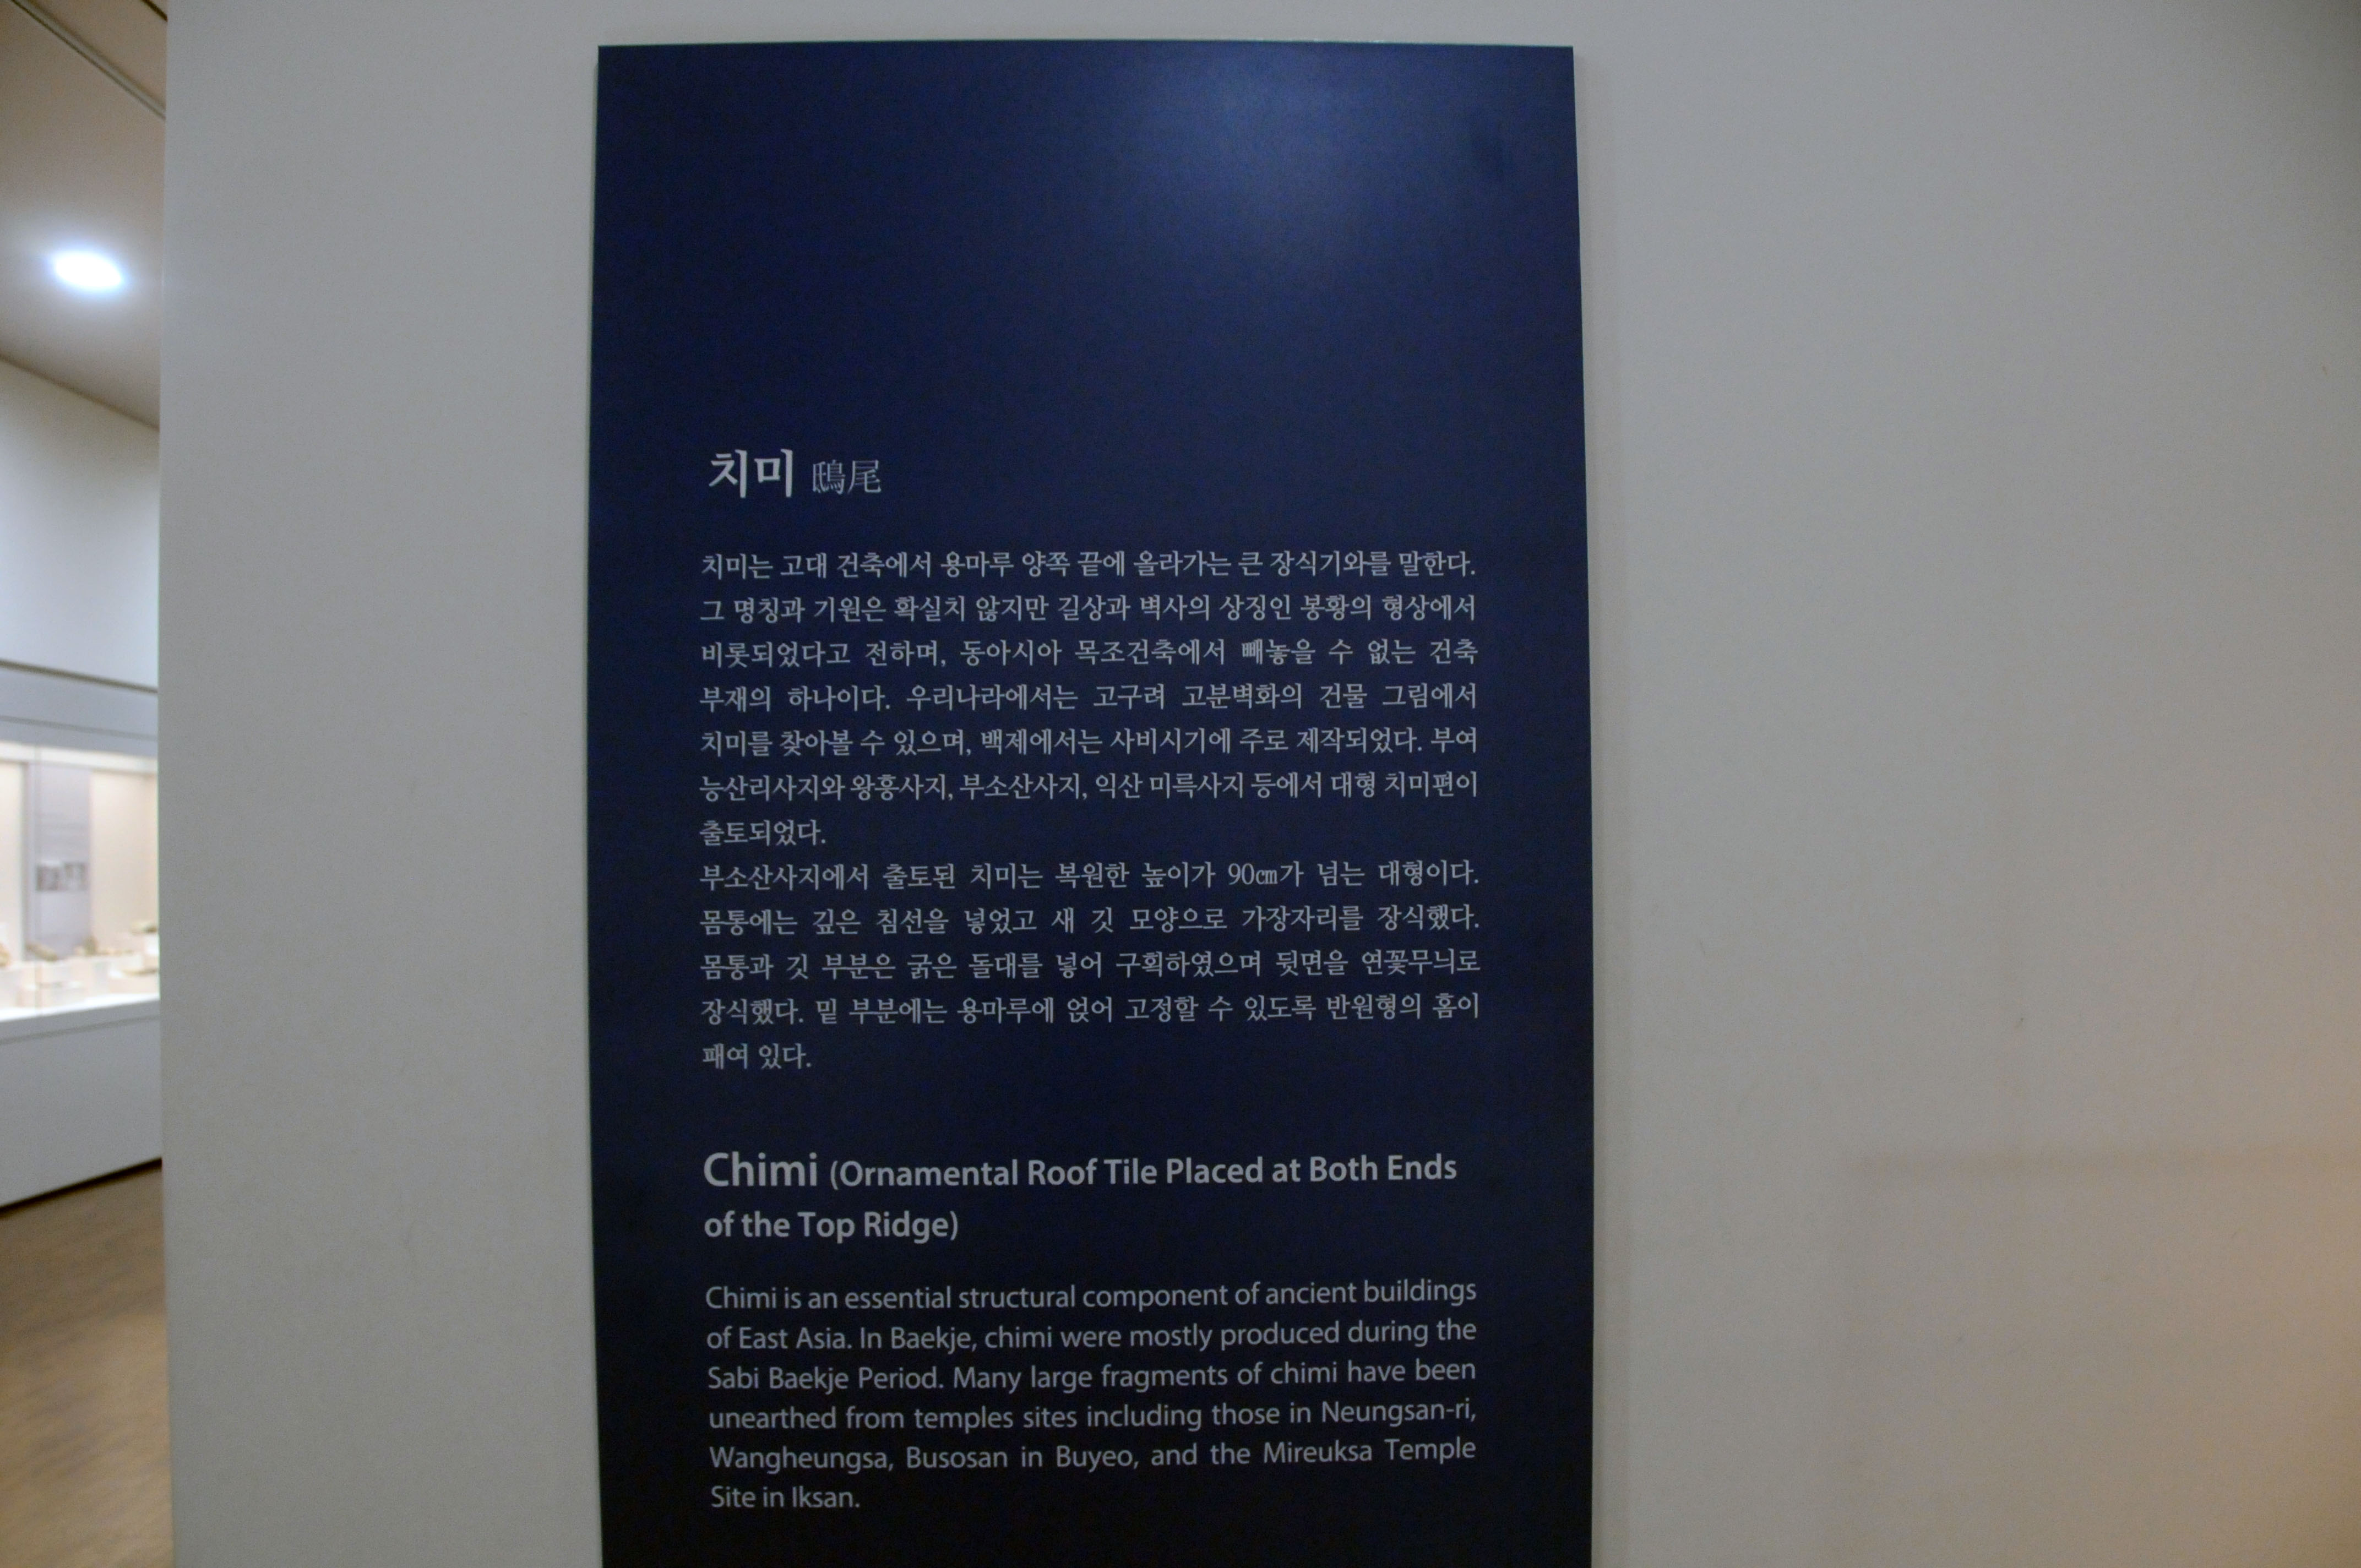 치미 鴟尾
치미는 고대 건축에서 용마루 양쪽 끝에 올라가는 큰 장식기와를 말한다.
그 명칭과 기원은 확실치 않지만 길상과 벽사의 상징인 봉황의 형상에서
비롯되었다고 전하며, 동아시아 목조건축에서 빼놓을 수 없는 건축
부재의 하나이다. 우리나라에서는 고구려 고분벽화의 건물 그림에서
치미를 찾아볼 수 있으며, 백제에서는 사비시기에 주로 제작되었다. 부여
능산리사지와 왕흥사지, 부소산사지, 익산 미륵사지 등에서 대형 치미편이
출토되었다.
부소산사지에서 출토된 치미는 복원한 높이가 90㎝가 넘는 대형이다.
몸통에는 깊은 침선을 넣었고 새 깃 모양으로 가장자리를 장식했다.
몸통과 깃 부분은 굵은 돌대를 넣어 구획하였으며 뒷면을 연꽃무늬로
장식했다. 밑 부분에는 용마루에 얹어 고정할 수 있도록 반원형의 홈이
패여 있다.
Chimi (Ornamental Roof Tile Placed at Both Ends
of the Top Ridge)
Chimi is an essential structural component of ancient buildings
of East Asia. In Baekje, chimi were mostly produced during the
Sabi Baekje Period. Many large fragments of chimi have been
unearthed from temples sites including those in Neungsan-ri,
Wangheungsa, Busosan in Buyeo, and the Mireuksa Temple
Site in Iksan.